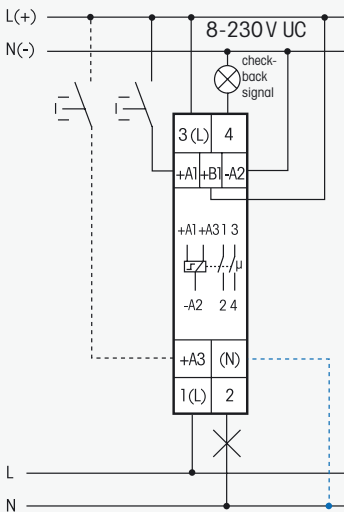 L(+)
8-230V UC
N(-)
check-
back
signal
3(L) 4
+A1 +B1 -A2
+A1 +A3 1 3
µ
-A2 2 4
+A3 (N)
1(L) 2
L
N